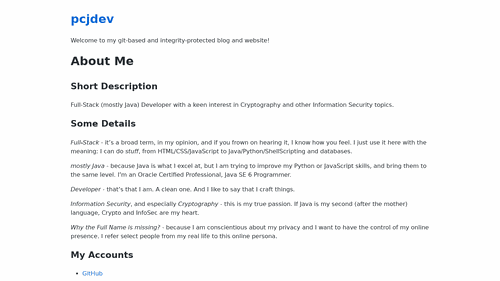 pcjdev
Welcome to my git-based and integrity-protected blog and website!
About Me
Short Description
Full-Stack (mostly Java) Developer with a keen interest in Cryptography and other Information Security topics.
Some Details
Full-Stack - it's a broad term, in my opinion, and if you frown on hearing it, I know how you feel. I just use it here with the
meaning: I can do stuff, from HTML/CSS/JavaScript to Java/Python/ShellScripting and databases.
mostly Java - because Java is what I excel at, but I am trying to improve my Python or JavaScript skills, and bring them to
the same level. I'm an Oracle Certified Professional, Java SE 6 Programmer.
Developer - that's that I am. A clean one. And I like to say that I craft things.
Information Security, and especially Cryptography - this is my true passion. If Java is my second (after the mother)
language, Crypto and InfoSec are my heart.
Why the Full Name is missing? - because I am conscientious about my privacy and I want to have the control of my online
presence. I refer select people from my real life to this online persona.
My Accounts
• GitHub